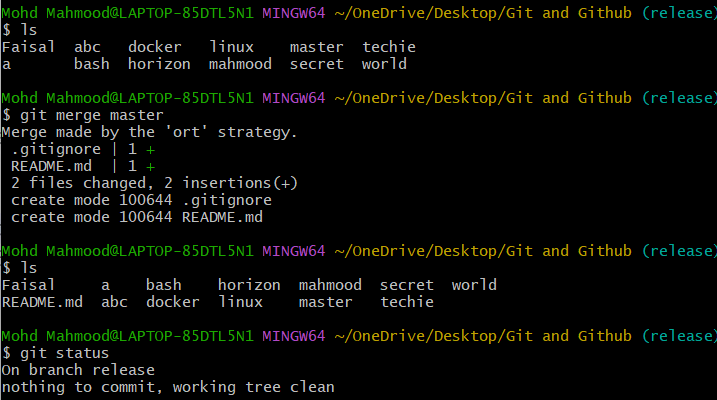 Mohd Mahmood@LAPTOP-85DTL5N1 MINGW64 ~/OneDrive/Desktop/Git and Github (release)
$ ls
Faisal  abc   docker   linux    master  techie
a       bash  horizon  mahmood  secret  world
Mohd Mahmood@LAPTOP-85DTL5N1 MINGW64 ~/OneDrive/Desktop/Git and Github (release)
$ git merge master
Merge made by the 'ort' strategy.
 .gitignore | 1 +
 README.md  | 1 +
 2 files changed, 2 insertions(+)
 create mode 100644 .gitignore
 create mode 100644 README.md
Mohd Mahmood@LAPTOP-85DTL5N1 MINGW64 ~/OneDrive/Desktop/Git and Github (release)
$ ls
Faisal     a    bash    horizon  mahmood  secret  world
README.md  abc  docker  linux    master   techie
Mohd Mahmood@LAPTOP-85DTL5N1 MINGW64 ~/OneDrive/Desktop/Git and Github (release)
$ git status
On branch release
nothing to commit, working tree clean